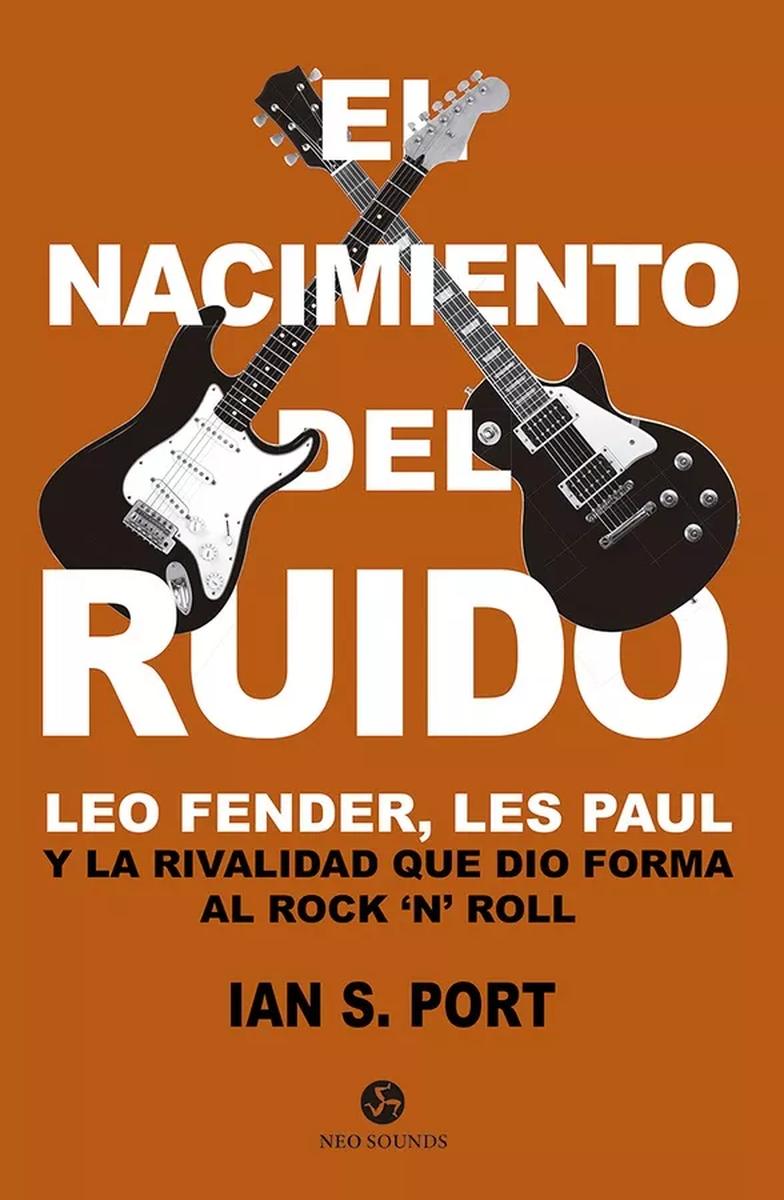 EL
NACIMIENTO
DEL
RUIDO
LEO FENDER, LES PAUL
Y LA RIVALIDAD QUE DIO FORMA
AL ROCK ‘N’ ROLL
IAN S. PORT
NEO SOUNDS